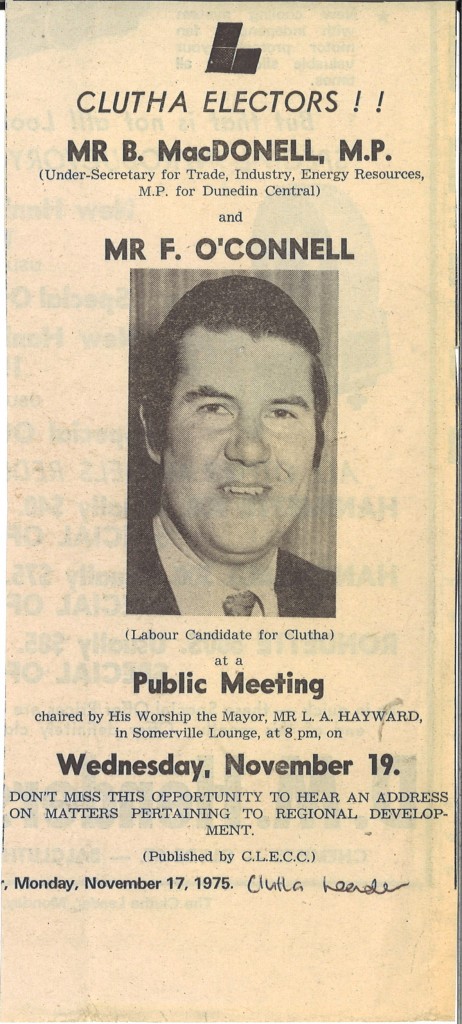 CLUTHA ELECTORS ! !
MR B. MacDONELL, M.P.
(Under-Secretary for Trade, Industry, Energy Resources,
M.P. for Dunedin Central)
and
MR F. O'CONNELL
(Labour Candidate for Clutha)
at a
Public Meeting
chaired by His Worship the Mayor, MR L. A. HAYWARD,
in Somerville Lounge, at 8 pm, on
Wednesday, November 19.
DON'T MISS THIS OPPORTUNITY TO HEAR AN ADDRESS
ON MATTERS PERTAINING TO REGIONAL DEVELOP-
MENT.
(Published by C.L.E.C.C.)
, Monday, November 17, 1975. Clutha Leader